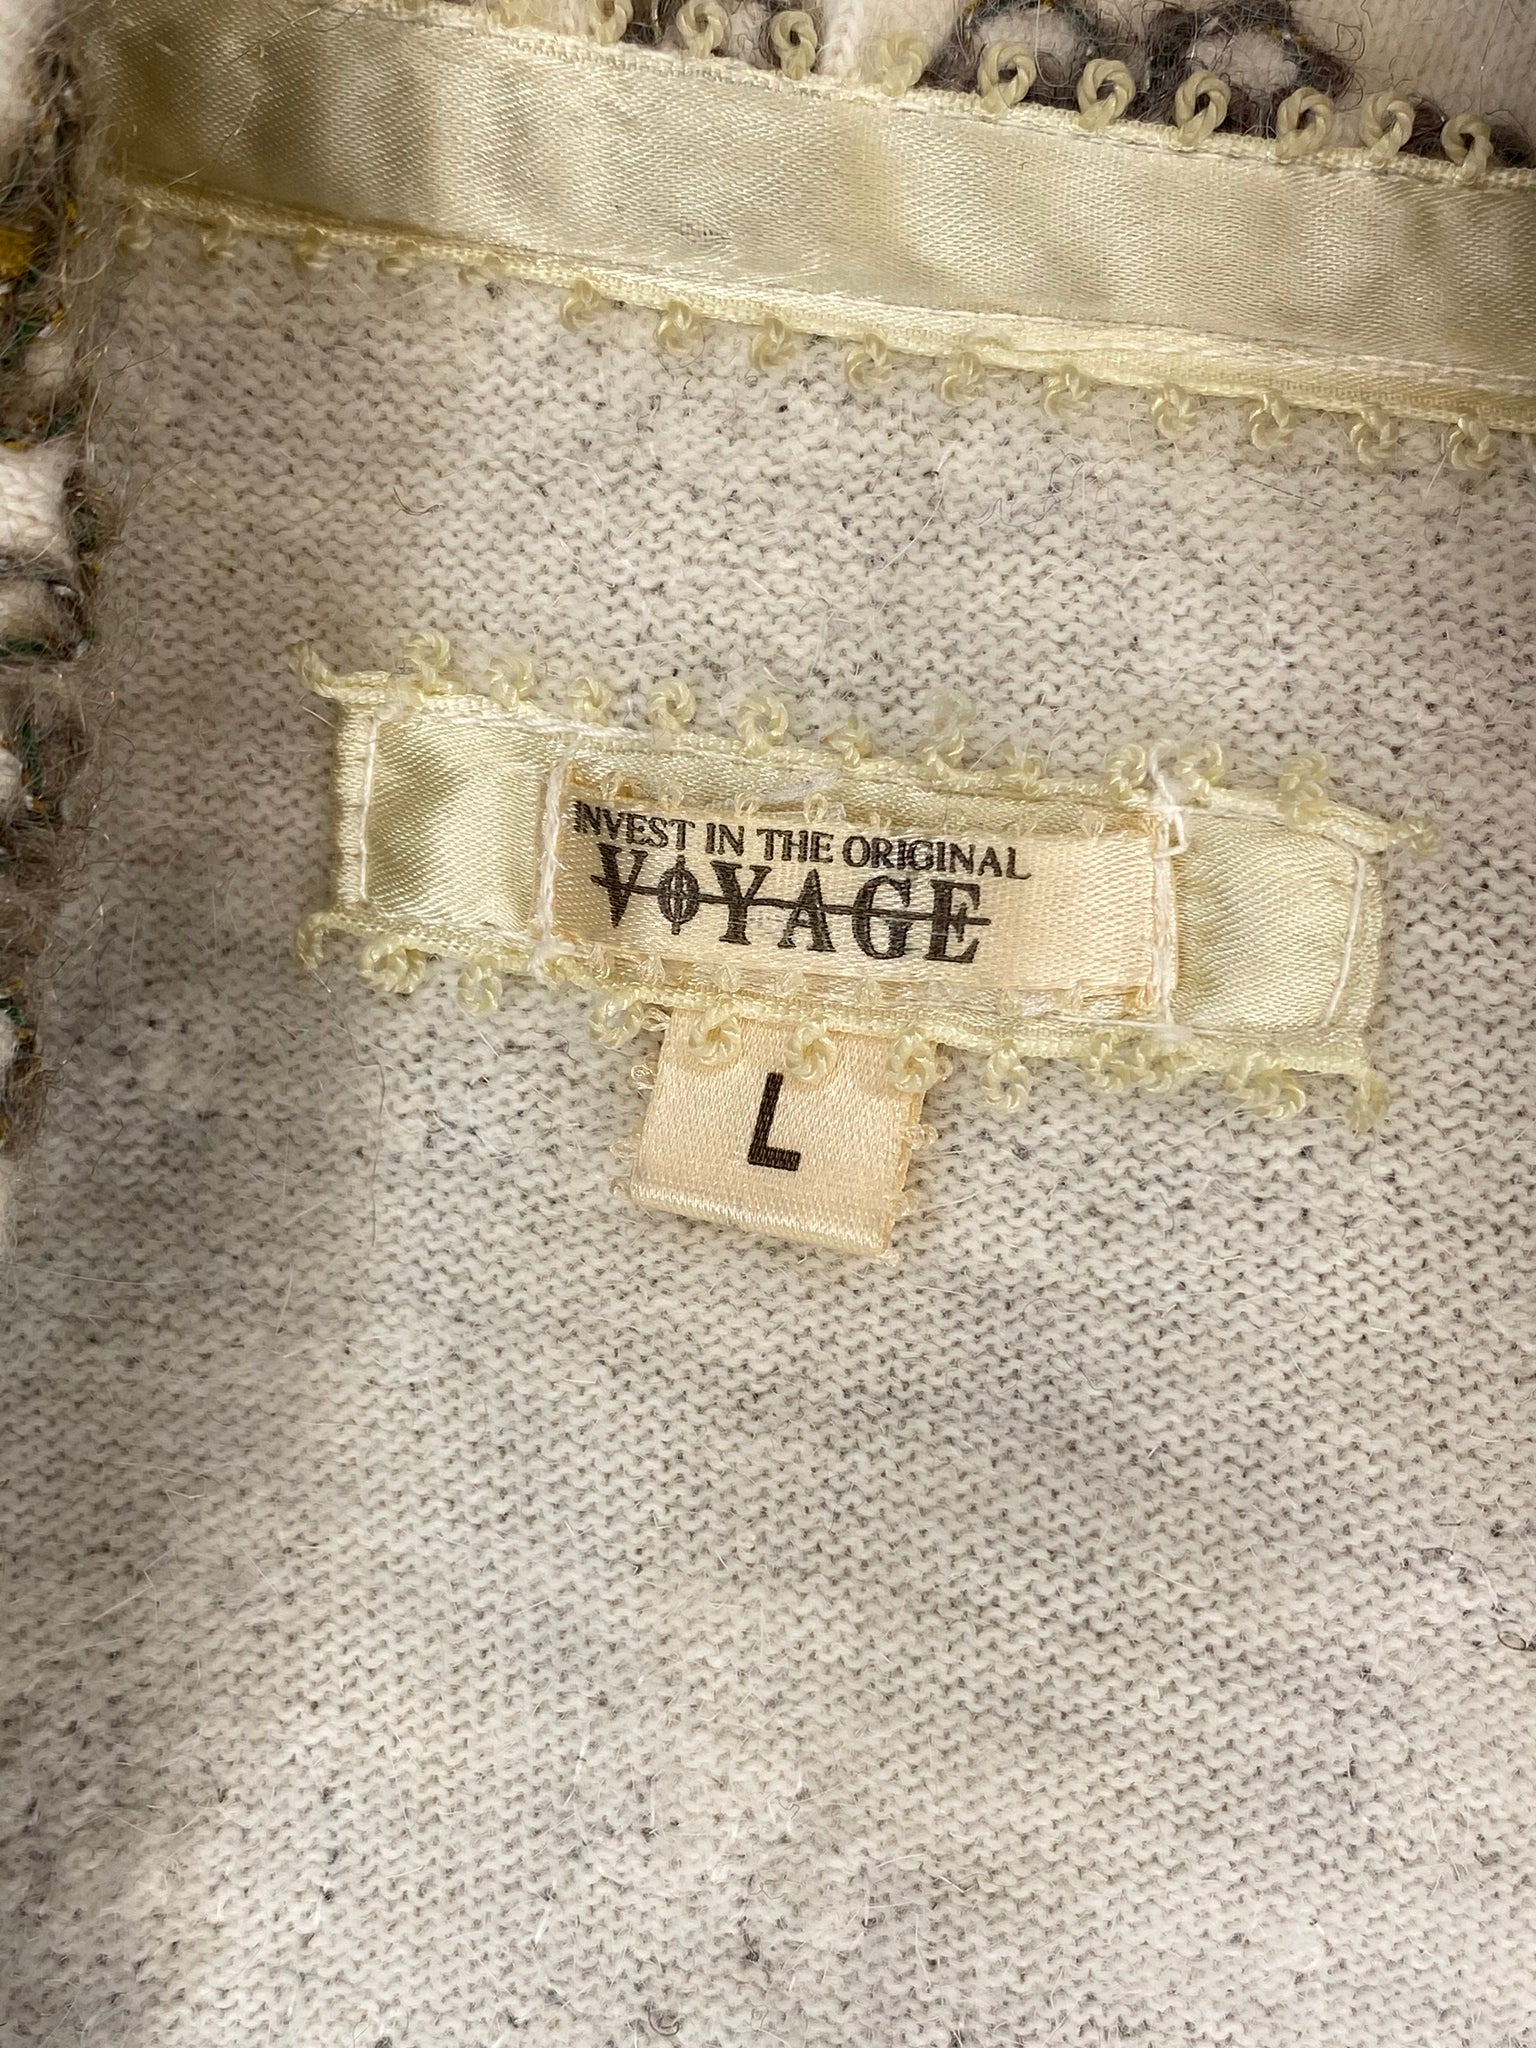 INVEST IN THE ORIGINAL
VOYAGE
L